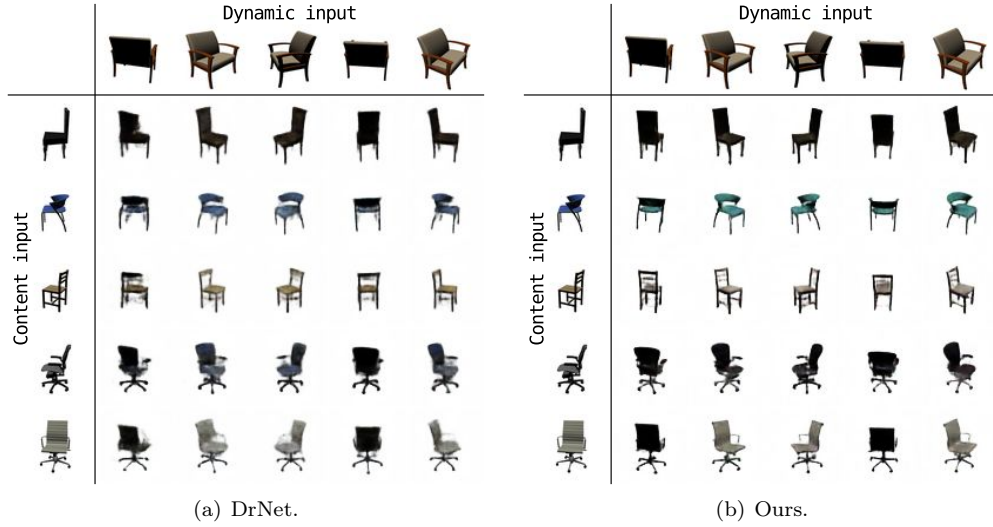 Dynamic input
Content input
(a) DrNet.
Dynamic input
Content input
(b) Ours.